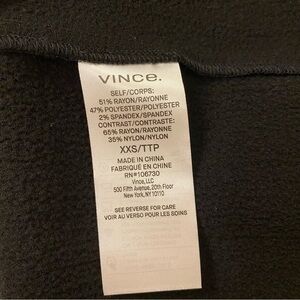 VINCE.
SELF/CORPS:
51% RAYON/RAYONNE
47% POLYESTER/POLYESTER
2% SPANDEX/SPANDEX
CONTRAST/CONTRASTE:
65% RAYON/RAYONNE
35% NYLON/NYLON
XXS/TTP
MADE IN CHINA
FABRIQUÉ EN CHINE
RN#106730
Vince, LLC
500 Fifth Avenue, 20th Floor
New York, NY 10110
SEE REVERSE FOR CARE
VOIR AU VERSO POUR LES SOINS